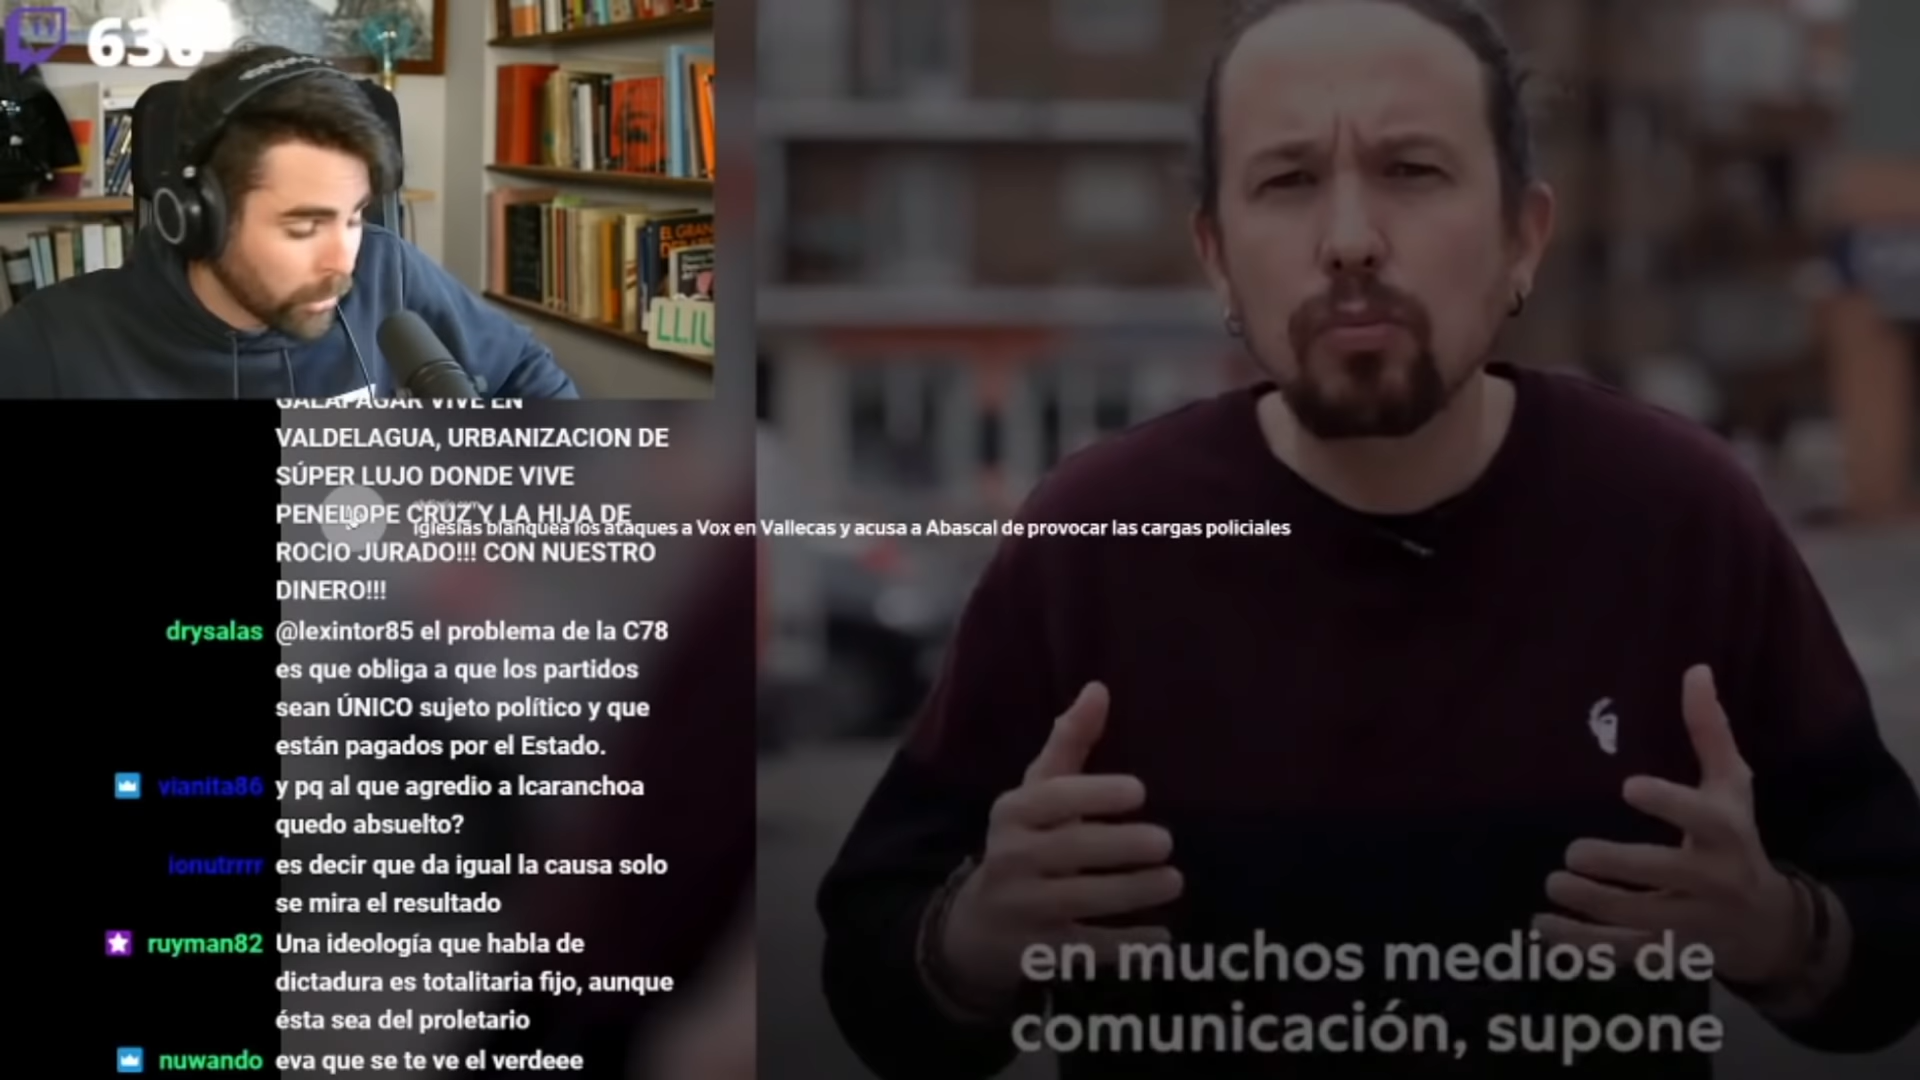 636
EL GRAN
LLIU
GALAPAGAR VIVE EN
VALDELAGUA, URBANIZACION DE
SÚPER LUJO DONDE VIVE
PENELOPE CRUZ Y LA HIJA DE
ROCIO JURADO!!! CON NUESTRO
DINERO!!!
Iglesias blanquea los ataques a Vox en Vallecas y acusa a Abascal de provocar las cargas policiales
drysalas @lexintor85 el problema de la C78
es que obliga a que los partidos
sean ÚNICO sujeto político y que
están pagados por el Estado.
vianita86 y pq al que agredio a lcaranchoa
quedo absuelto?
ionutrrrr es decir que da igual la causa solo
se mira el resultado
ruyman82 Una ideología que habla de
dictadura es totalitaria fijo, aunque
ésta sea del proletario
nuwando eva que se te ve el verdeee
en muchos medios de
comunicación, supone